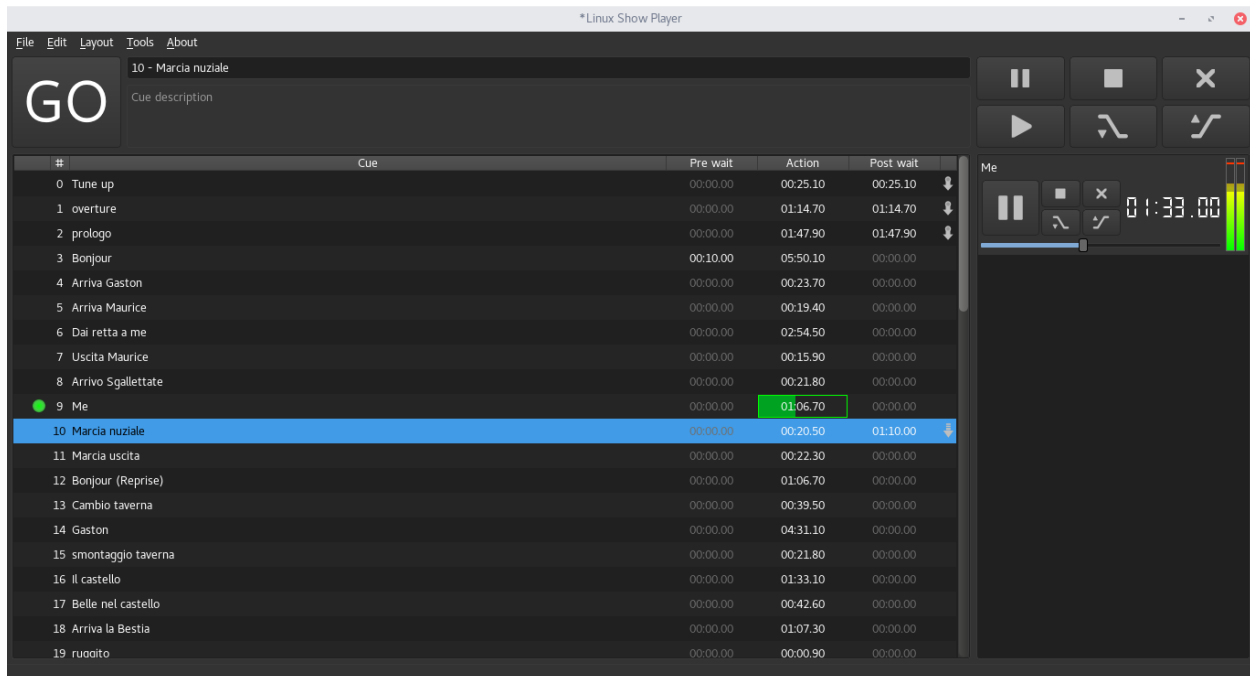 *Linux Show Player
File Edit Layout Tools About
GO
10 - Marcia nuziale
Cue description
# Cue Pre wait Action Post wait
0 Tune up 00:00.00 00:25.10 00:25.10
1 overture 00:00.00 01:14.70 01:14.70
2 prologo 00:00.00 01:47.90 01:47.90
3 Bonjour 00:10.00 05:50.10 00:00.00
4 Arriva Gaston 00:00.00 00:23.70 00:00.00
5 Arriva Maurice 00:00.00 00:19.40 00:00.00
6 Dai retta a me 00:00.00 02:54.50 00:00.00
7 Uscita Maurice 00:00.00 00:15.90 00:00.00
8 Arrivo Sgallettate 00:00.00 00:21.80 00:00.00
9 Me 00:00.00 01:06.70 00:00.00
10 Marcia nuziale 00:00.00 00:20.50 01:10.00
11 Marcia uscita 00:00.00 00:22.30 00:00.00
12 Bonjour (Reprise) 00:00.00 01:06.70 00:00.00
13 Cambio taverna 00:00.00 00:39.50 00:00.00
14 Gaston 00:00.00 04:31.10 00:00.00
15 smontaggio taverna 00:00.00 00:21.80 00:00.00
16 Il castello 00:00.00 01:33.10 00:00.00
17 Belle nel castello 00:00.00 00:42.60 00:00.00
18 Arriva la Bestia 00:00.00 01:07.30 00:00.00
19 ruggito 00:00.00 00:00.90 00:00.00
Me
01:33.00